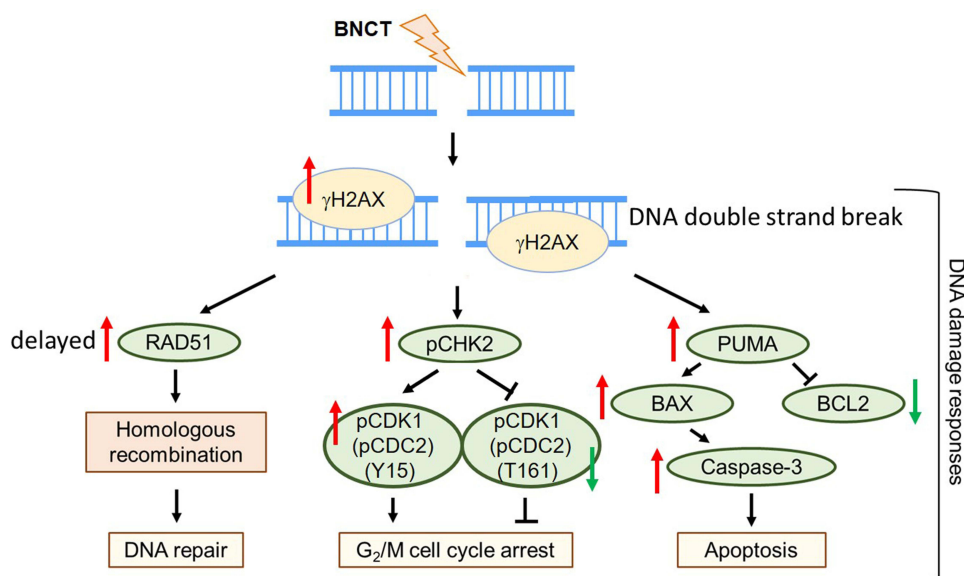 BNCT
γH2AX
γH2AX
DNA double strand break
delayed
RAD51
pCHK2
PUMA
BAX
BCL2
pCDK1
(pCDC2)
(Y15)
pCDK1
(pCDC2)
(T161)
Caspase-3
Homologous
recombination
DNA repair
G₂/M cell cycle arrest
Apoptosis
DNA damage responses